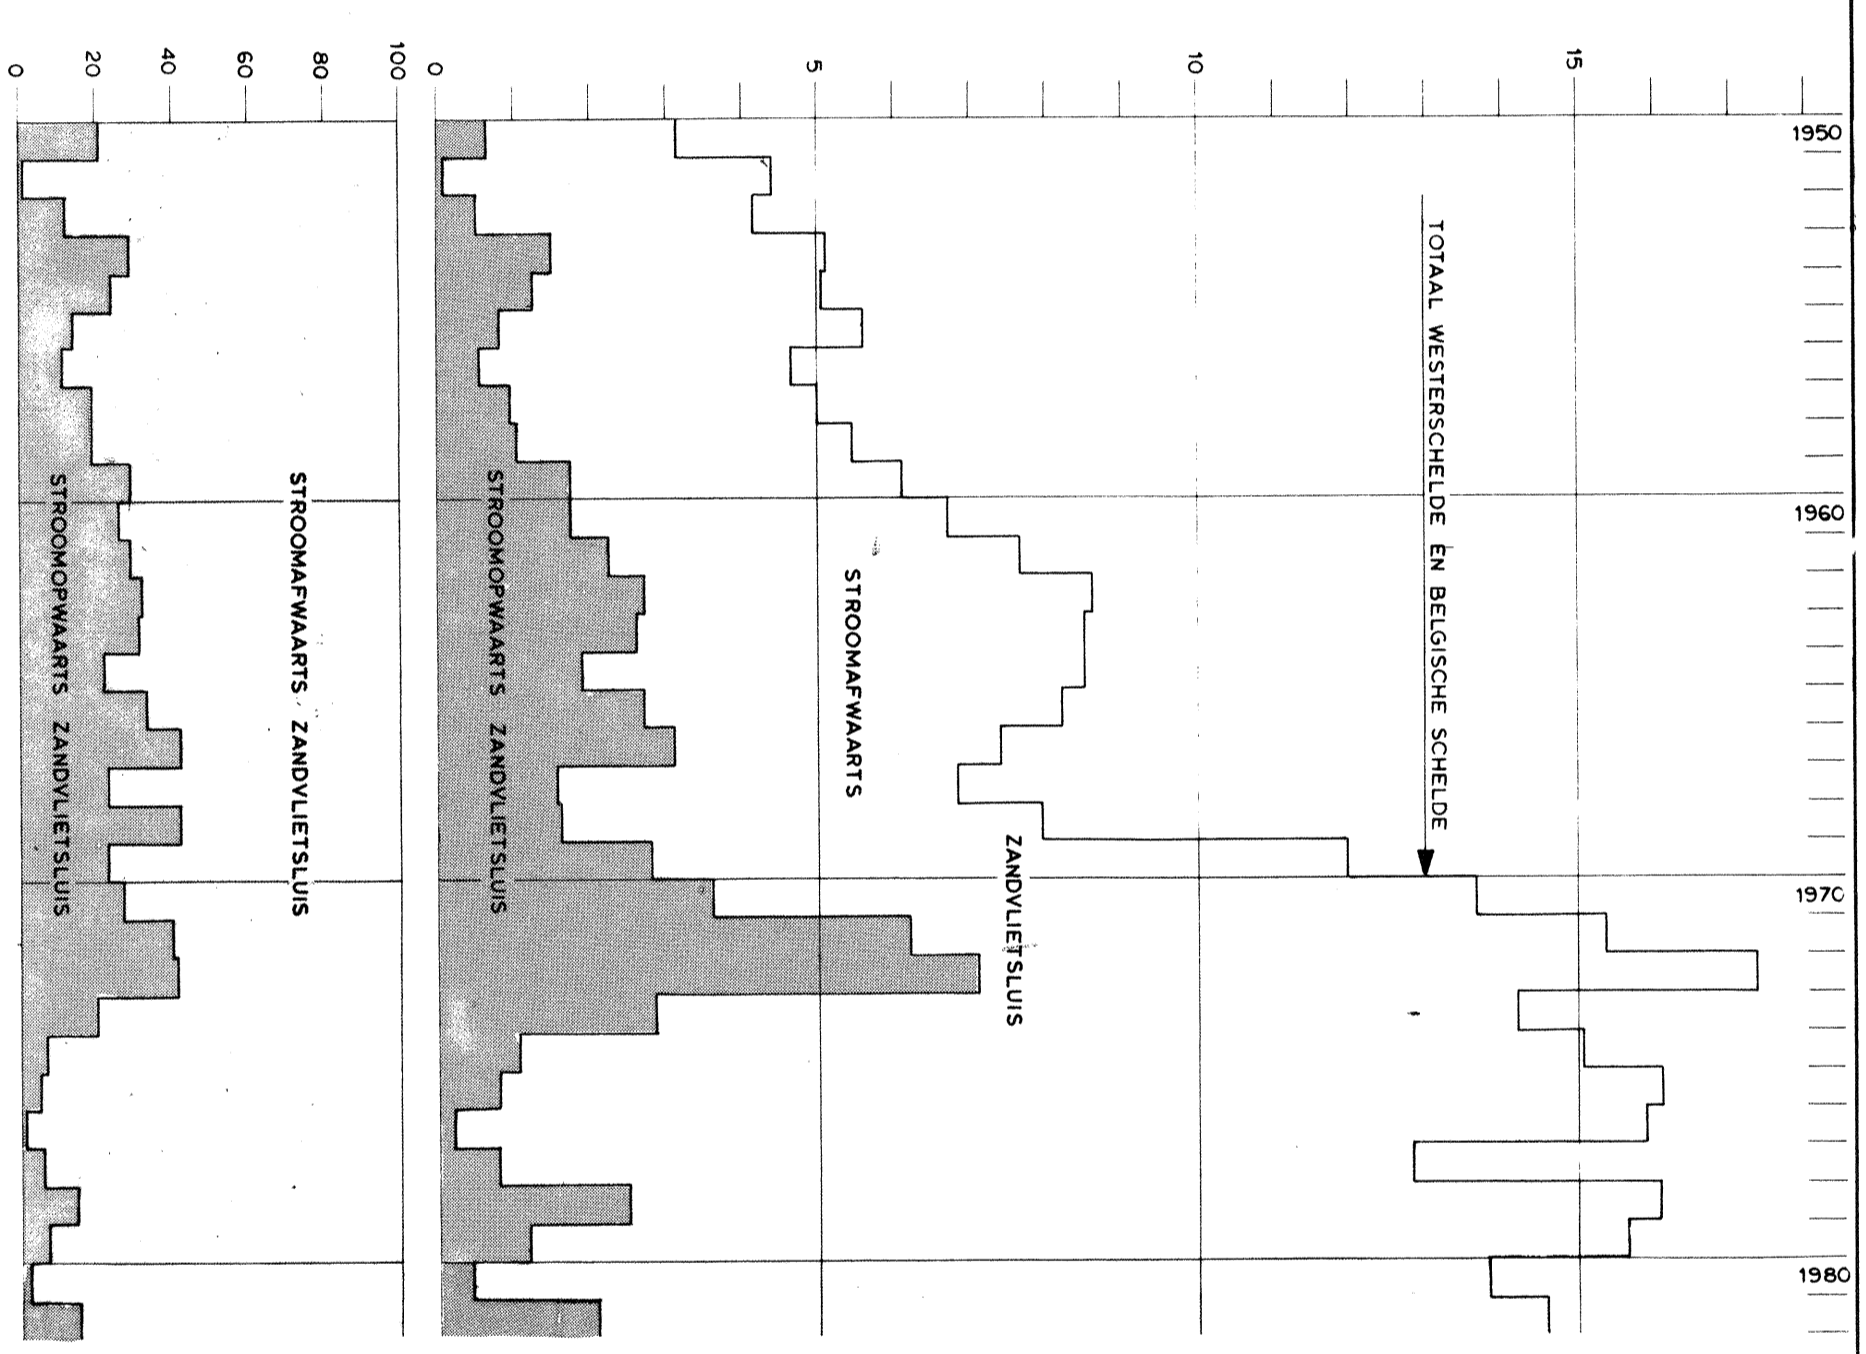 1950
1960
1970
1980
15
10
5
0
TOTAAL WESTERSCHELDE EN BELGISCHE SCHELDE
STROOMAFWAARTS
ZANDVLIETSLUIS
STROOMOPWAARTS ZANDVLIETSLUIS
100
80
60
40
20
0
STROOMAFWAARTS ZANDVLIETSLUIS
STROOMOPWAARTS ZANDVLIETSLUIS